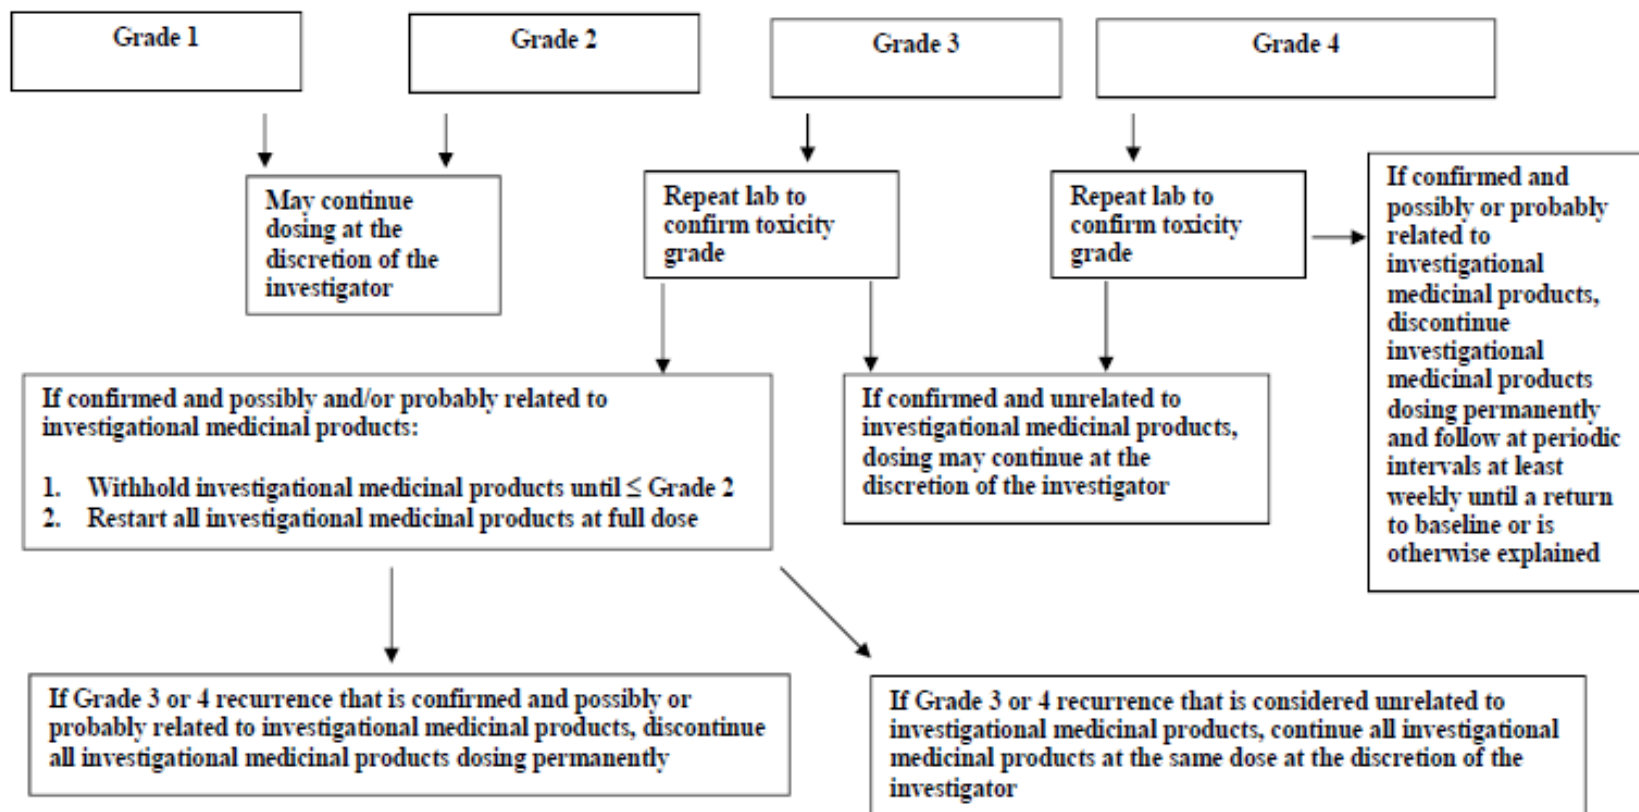 Grade 1
Grade 2
Grade 3
Grade 4
May continue
dosing at the
discretion of the
investigator
Repeat lab to
confirm toxicity
grade
Repeat lab to
confirm toxicity
grade
If confirmed and
possibly or probably
related to
investigational
medicinal products,
discontinue
investigational
medicinal products
dosing permanently
and follow at periodic
intervals at least
weekly until a return
to baseline or is
otherwise explained
If confirmed and possibly and/or probably related to
investigational medicinal products:
1. Withhold investigational medicinal products until ≤ Grade 2
2. Restart all investigational medicinal products at full dose
If confirmed and unrelated to
investigational medicinal products,
dosing may continue at the
discretion of the investigator
If Grade 3 or 4 recurrence that is confirmed and possibly or
probably related to investigational medicinal products, discontinue
all investigational medicinal products dosing permanently
If Grade 3 or 4 recurrence that is considered unrelated to
investigational medicinal products, continue all investigational
medicinal products at the same dose at the discretion of the
investigator